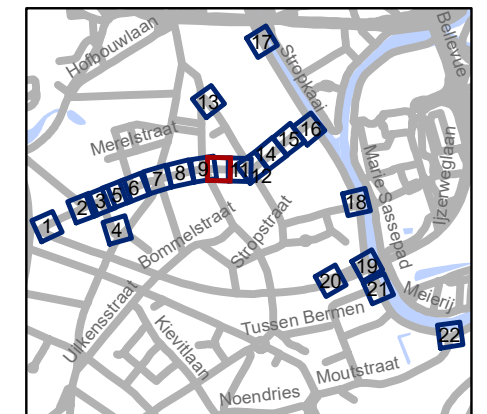 Hofbouwlaan
17
Stropkaai
Bellevue
13
Merelstraat
16
15
14
12
11
9
8
7
6
5
3
2
1
4
Marie Sassepad
Ijzerweglaan
18
Bommelstraat
Stropstraat
19
20
21
Meierij
22
Uilkensstraat
Tussen Bermen
Kievitlaan
Moutstraat
Noendries